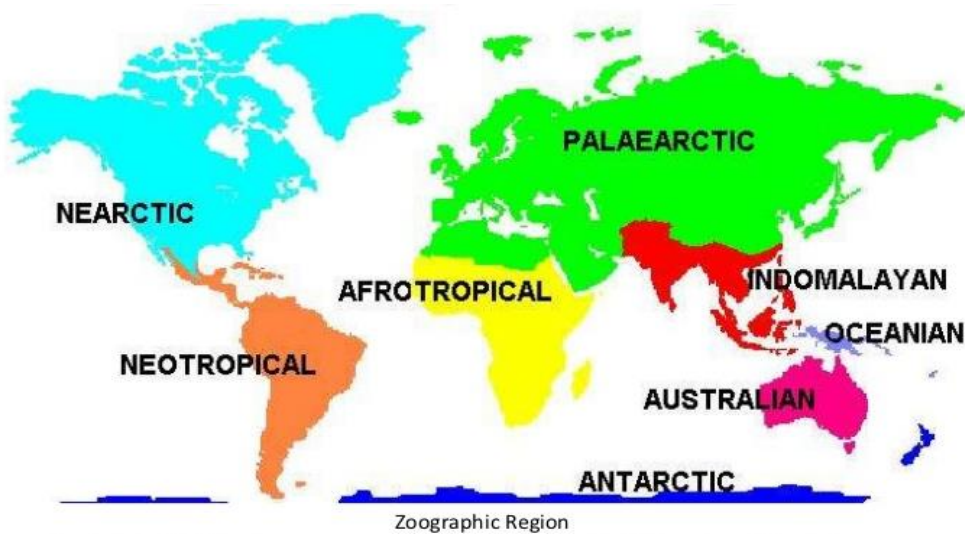 PALAEARCTIC
NEARCTIC
INDOMALAYAN
AFROTROPICAL
OCEANIAN
NEOTROPICAL
AUSTRALIAN
ANTARCTIC
Zoographic Region